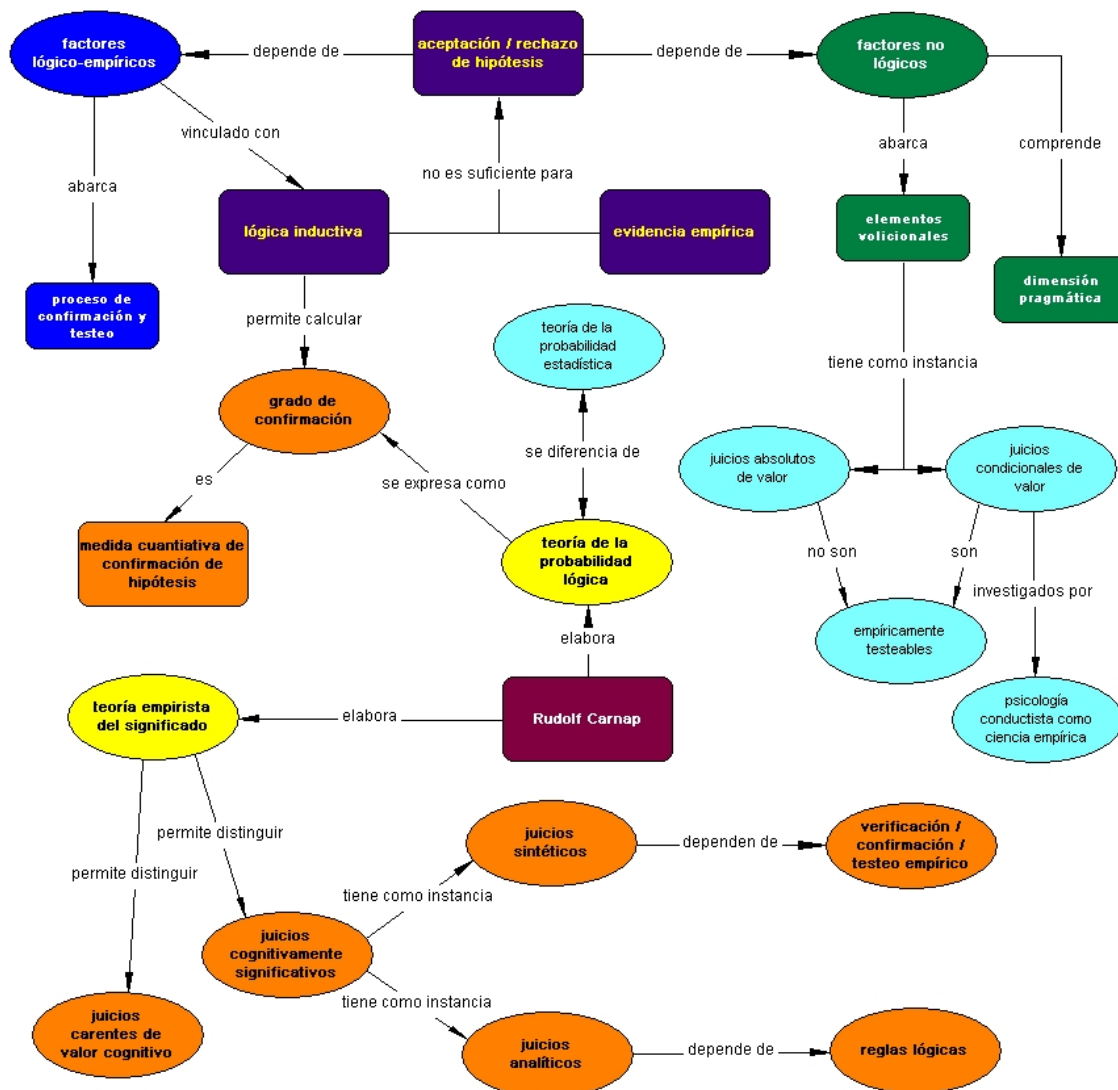 factores
lógico-empíricos
depende de
aceptación / rechazo
de hipótesis
depende de
factores no
lógicos
vinculado con
abarca
no es suficiente para
abarca
comprende
lógica inductiva
evidencia empírica
elementos
volicionales
proceso de
confirmación y
testeo
dimensión
pragmática
permite calcular
teoría de la
probabilidad
estadística
tiene como instancia
grado de
confirmación
se diferencia de
juicios absolutos
de valor
juicios
condicionales de
valor
es
se expresa como
medida cuantiativa de
confirmación de
hipótesis
teoría de la
probabilidad
lógica
no son
son
investigados por
elabora
empíricamente
testeables
teoría empirista
del significado
elabora
Rudolf Carnap
psicología
conductista como
ciencia empírica
permite distinguir
permite distinguir
juicios
sintéticos
dependen de
verificación /
confirmación /
testeo empírico
tiene como instancia
juicios
cognitivamente
significativos
tiene como instancia
juicios
carentes de
valor cognitivo
juicios
analíticos
depende de
reglas lógicas